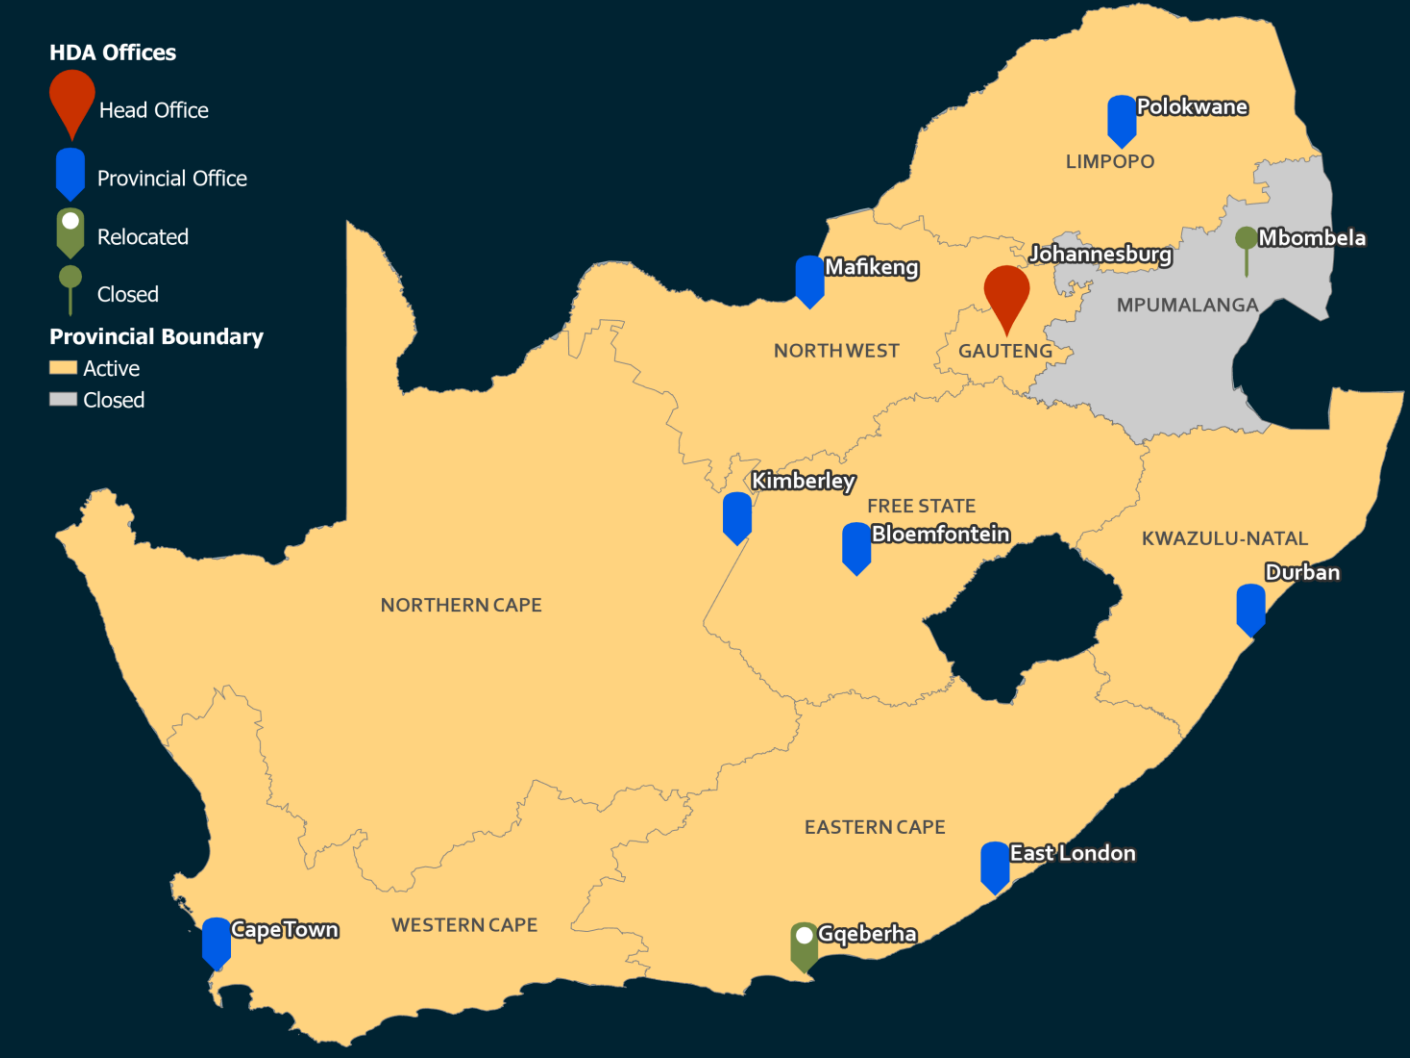 HDA Offices
Head Office
Provincial Office
Relocated
Closed
Provincial Boundary
Active
Closed
Polokwane
LIMPOPO
Mbombela
Johannesburg
Mafikeng
MPUMALANGA
NORTH WEST
GAUTENG
Kimberley
FREE STATE
Bloemfontein
KWAZULU-NATAL
Durban
NORTHERN CAPE
EASTERN CAPE
East London
WESTERN CAPE
Cape Town
Gqeberha